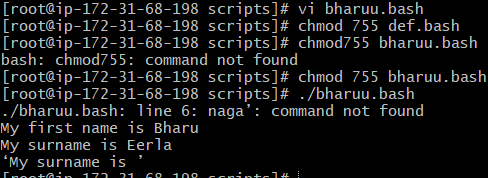 [root@ip-172-31-68-198 scripts]# vi bharuu.bash
[root@ip-172-31-68-198 scripts]# chmod 755 def.bash
[root@ip-172-31-68-198 scripts]# chmod755 bharuu.bash
bash: chmod755: command not found
[root@ip-172-31-68-198 scripts]# chmod 755 bharuu.bash
[root@ip-172-31-68-198 scripts]# ./bharuu.bash
./bharuu.bash: line 6: naga': command not found
My first name is Bharu
My surname is Eerla
‘My surname is ’
[root@ip-172-31-68-198 scripts]#